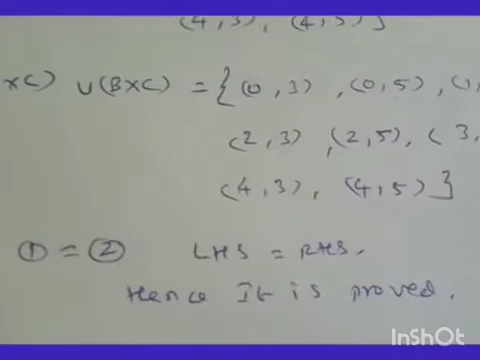 (4,3), (4,5)}
×C) ∪(B×C) = {(0,3), (0,5), (1,
(2,3), (2,5), (3,
(4,3), (4,5)}
① = ② LHS = RHS.
Hence It is proved.
InShOt